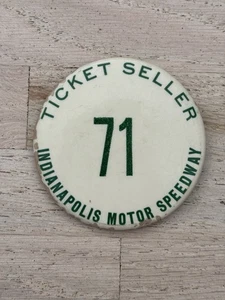 TICKET SELLER
71
INDIANAPOLIS MOTOR SPEEDWAY